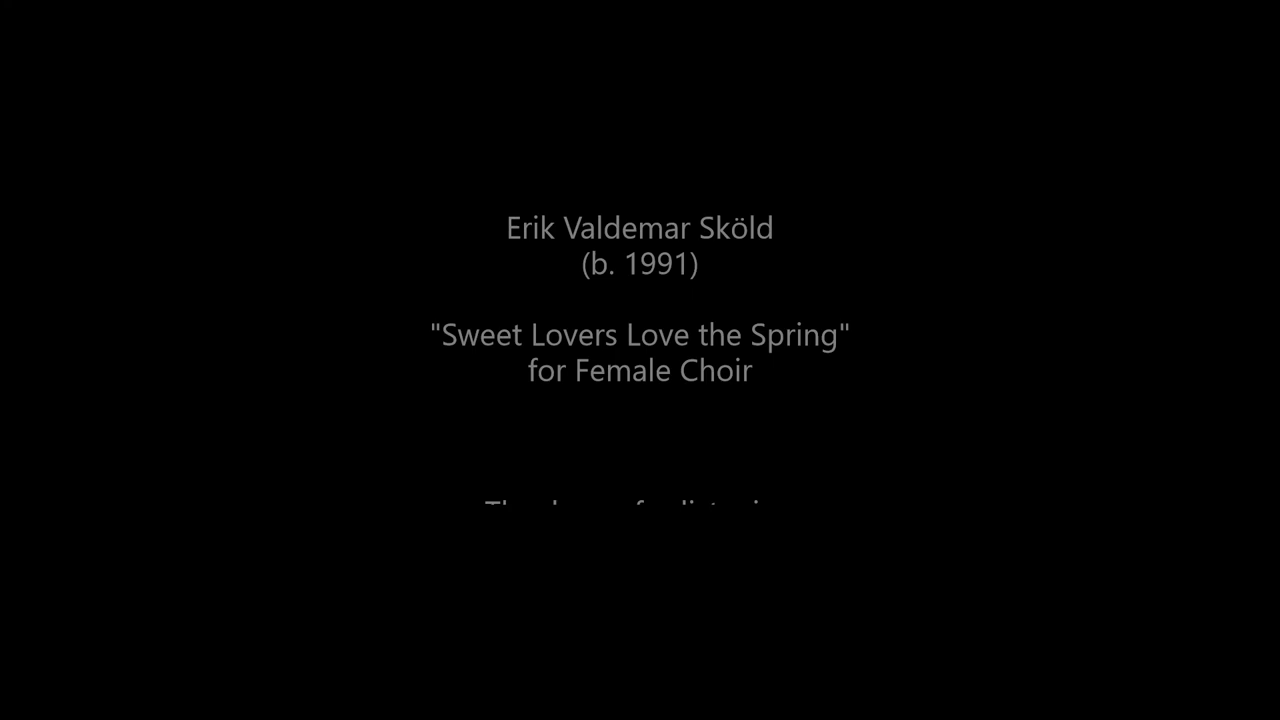 Erik Valdemar Sköld
(b. 1991)
"Sweet Lovers Love the Spring"
for Female Choir